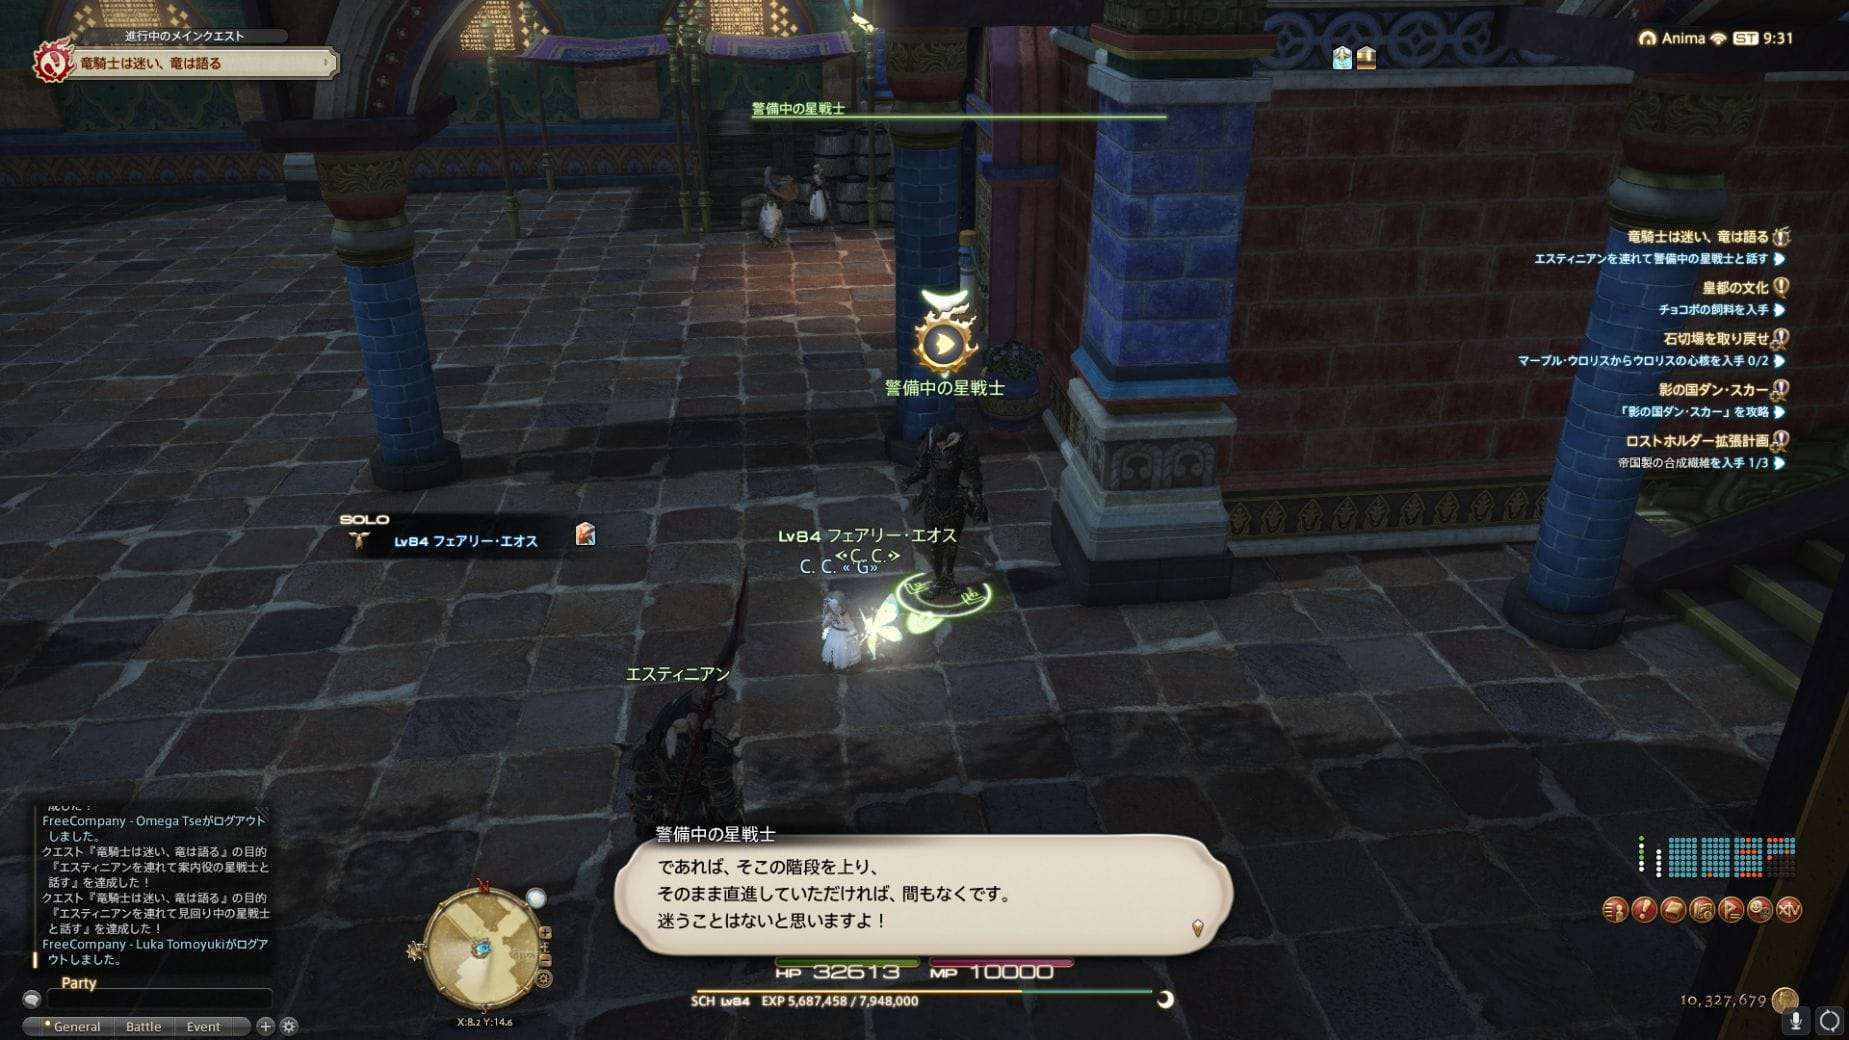 進行中のメインクエスト
竜騎士は迷い、竜は語る
Anima ST 9:31
警備中の星戦士
竜騎士は迷い、竜は語る
エスティニアンを連れて警備中の星戦士と話す
皇都の文化
チョコボの飼料を入手
石切場を取り戻せ
マーブル・ウロリスからウロリスの心核を入手 0/2
影の国ダン・スカー
『影の国ダン・スカー』を攻略
ロストホルダー拡張計画
帝国製の合成繊維を入手 1/3
警備中の星戦士
SOLO
Lv84 フェアリー・エオス
Lv84 フェアリー・エオス
<C. C.>
C. C. «G»
エスティニアン
成した！
FreeCompany - Omega Tseがログアウト
しました。
クエスト『竜騎士は迷い、竜は語る』の目的
『エスティニアンを連れて案内役の星戦士と
話す』を達成した！
クエスト『竜騎士は迷い、竜は語る』の目的
『エスティニアンを連れて見回り中の星戦士
と話す』を達成した！
FreeCompany - Luka Tomoyukiがログア
ウトしました。
Party
General Battle Event
N
X:8.2 Y:14.6
警備中の星戦士
であれば、そこの階段を上り、
そのまま直進していただければ、間もなくです。
迷うことはないと思いますよ！
HP 32613 MP 10000
SCH Lv84 EXP 5,687,458 / 7,948,000
XIV
10,327,679